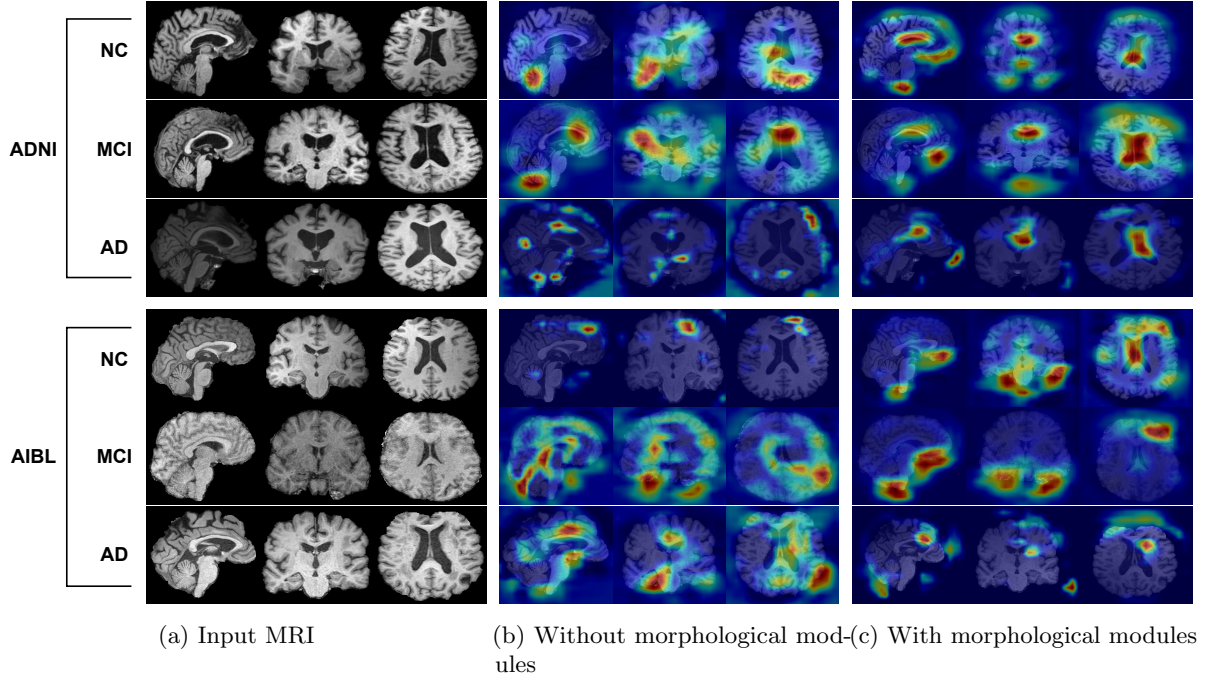 NC
ADNI
MCI
AD
NC
AIBL
MCI
AD
(a) Input MRI
(b) Without morphological mod-
ules
(c) With morphological modules